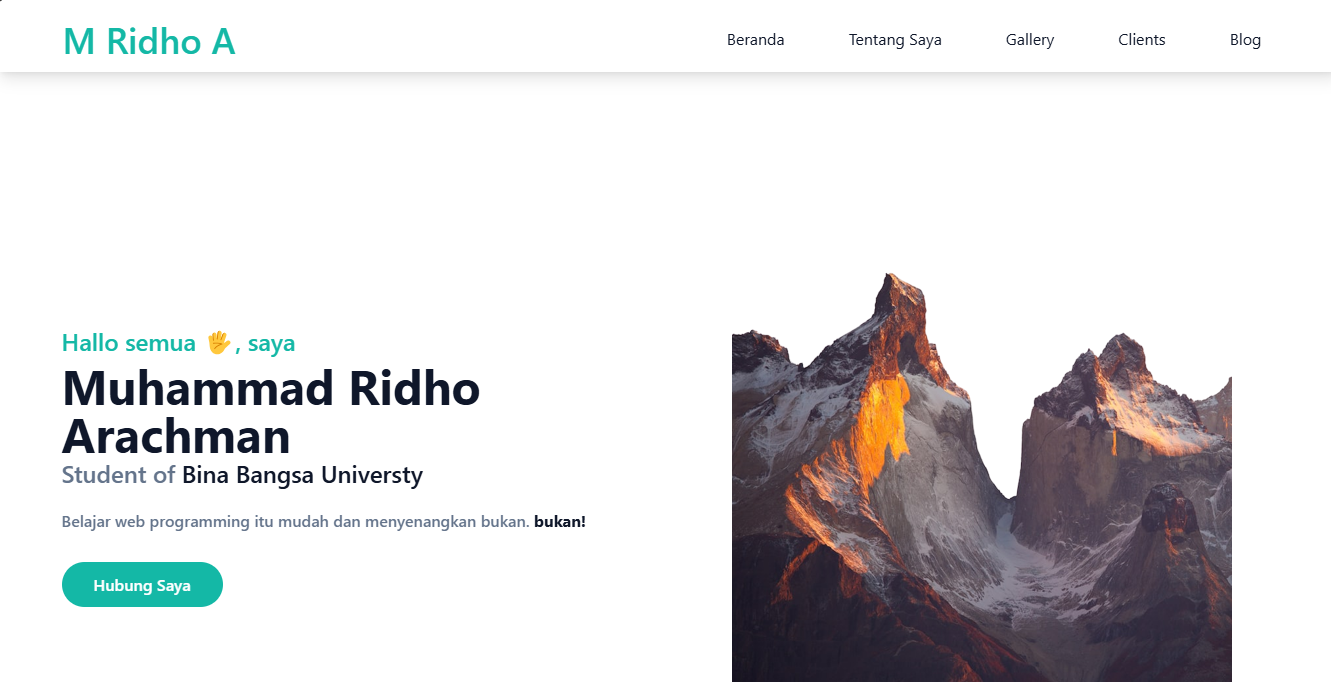 M Ridho A
Beranda Tentang Saya Gallery Clients Blog
Hallo semua 🖐, saya
Muhammad Ridho
Arachman
Student of Bina Bangsa Universty
Belajar web programming itu mudah dan menyenangkan bukan. bukan!
Hubung Saya